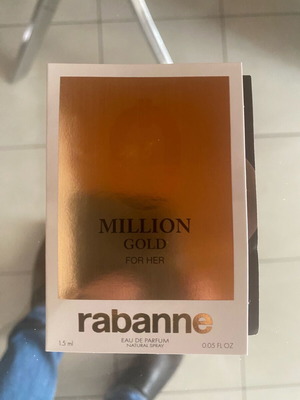 MILLION
GOLD
FOR HER
rabanne
EAU DE PARFUM
NATURAL SPRAY
1.5 ml
0.05 FL OZ